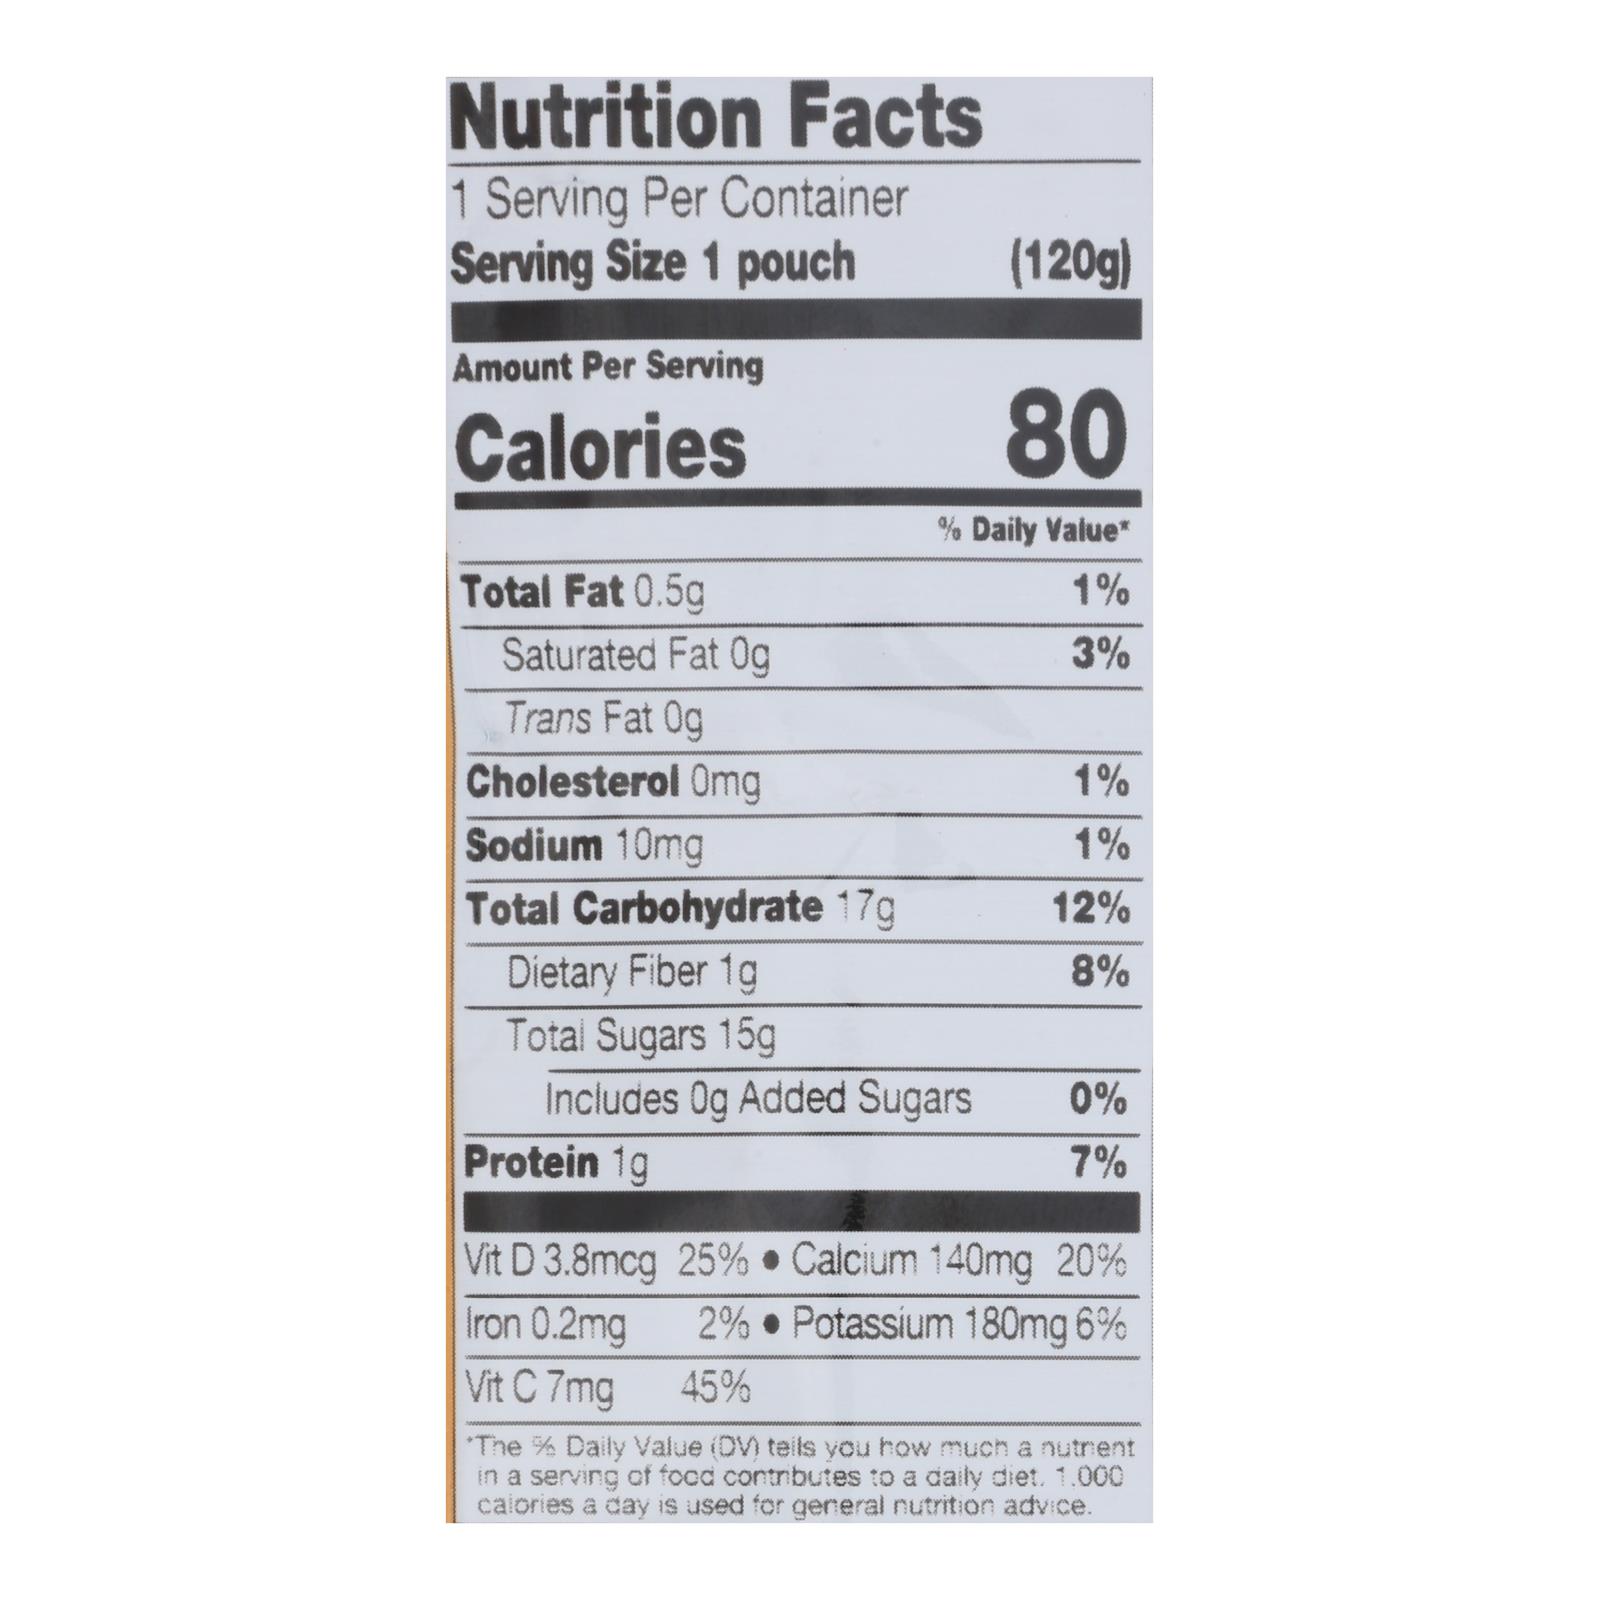 Nutrition Facts
1 Serving Per Container
Serving Size 1 pouch (120g)
Amount Per Serving
Calories 80
% Daily Value*
Total Fat 0.5g 1%
Saturated Fat 0g 3%
Trans Fat 0g
Cholesterol 0mg 1%
Sodium 10mg 1%
Total Carbohydrate 17g 12%
Dietary Fiber 1g 8%
Total Sugars 15g
Includes 0g Added Sugars 0%
Protein 1g 7%
Vit D 3.8mcg 25% • Calcium 140mg 20%
Iron 0.2mg 2% • Potassium 180mg 6%
Vit C 7mg 45%
*The % Daily Value (DV) tells you how much a nutrient
in a serving of food contributes to a daily diet. 1,000
calories a day is used for general nutrition advice.